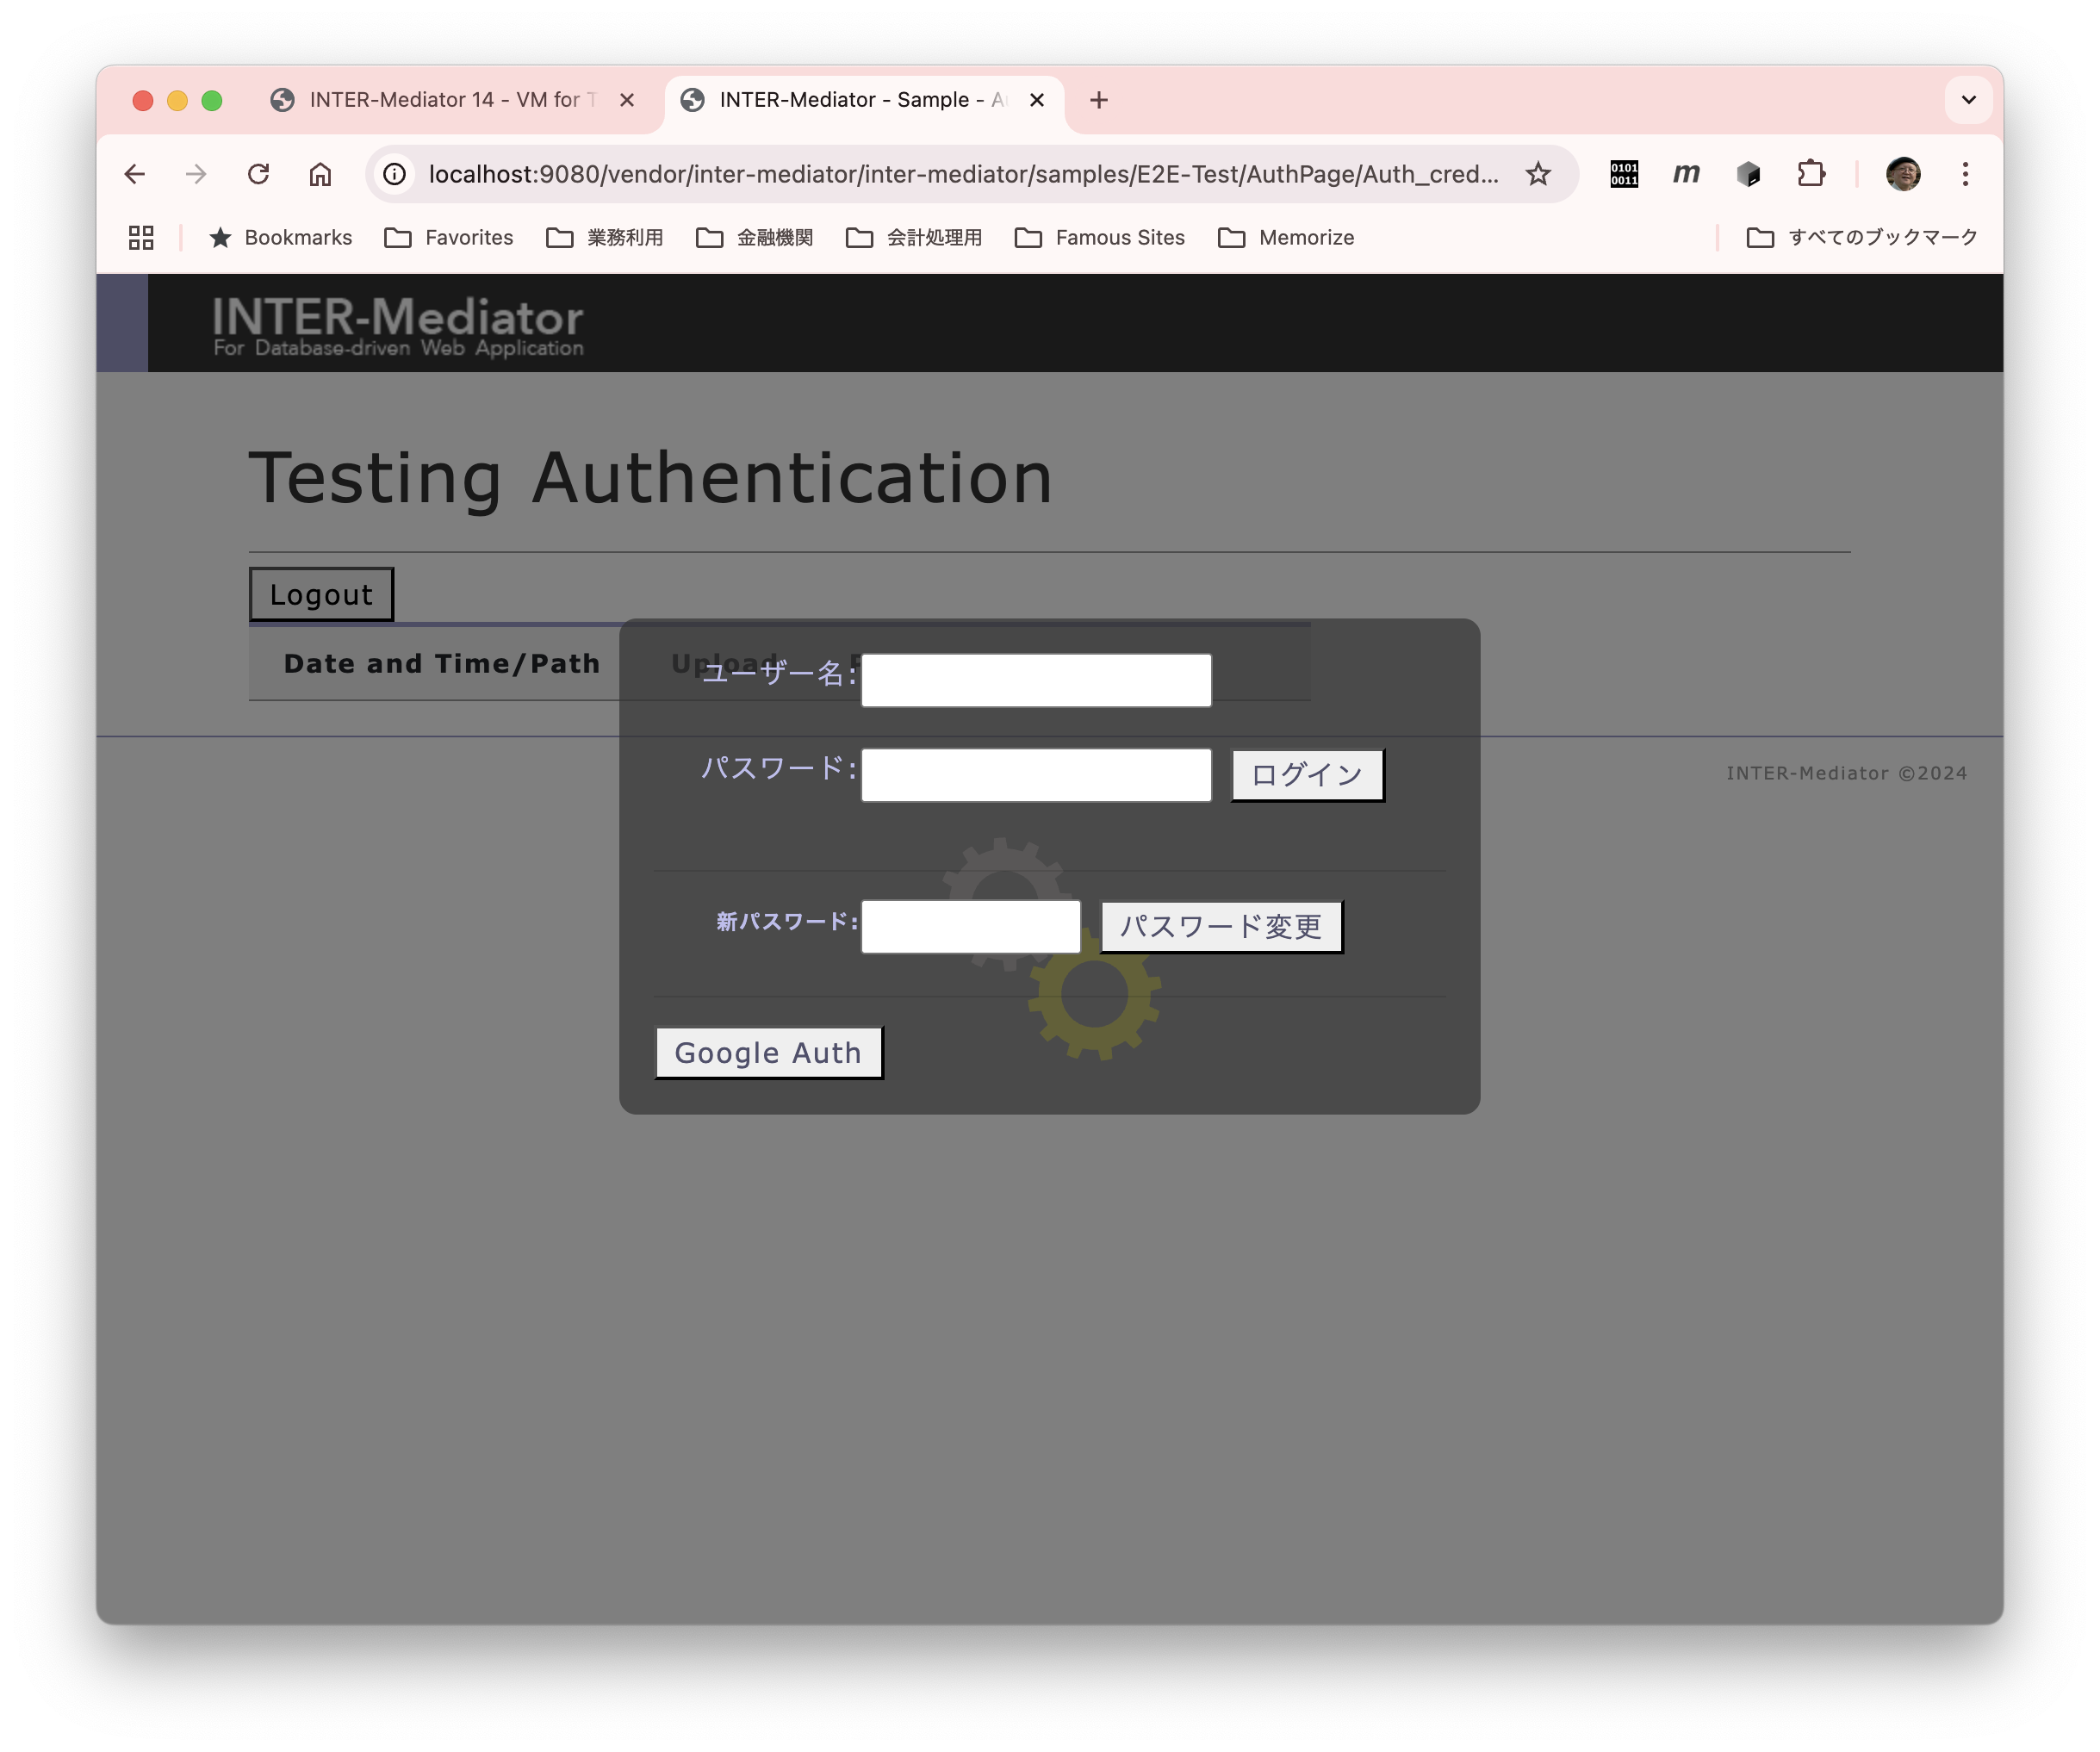 INTER-Mediator 14 - VM for T
INTER-Mediator - Sample - A
localhost:9080/vendor/inter-mediator/inter-mediator/samples/E2E-Test/AuthPage/Auth_cred...
0101
0011
m
Bookmarks
Favorites
業務利用
金融機関
会計処理用
Famous Sites
Memorize
すべてのブックマーク
INTER-Mediator
For Database-driven Web Application
Testing Authentication
Logout
Date and Time/Path
Upload
ユーザー名:
パスワード:
ログイン
INTER-Mediator ©2024
新パスワード:
パスワード変更
Google Auth